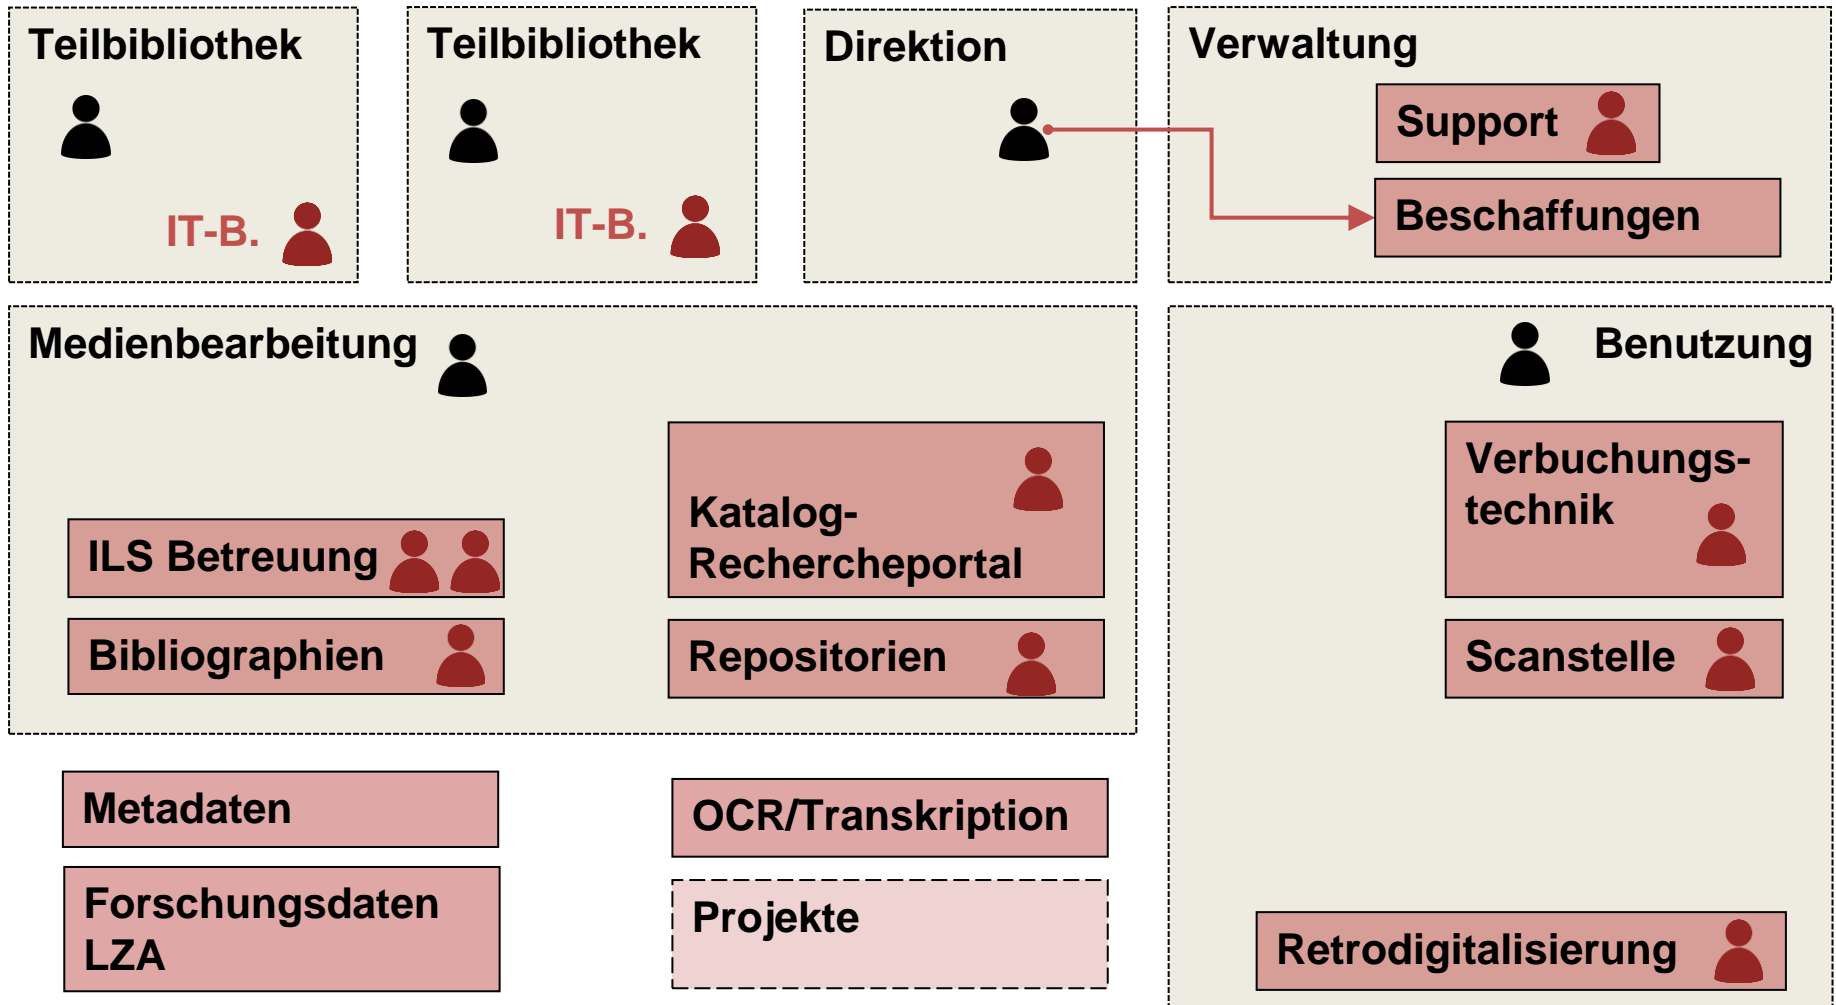 Teilbibliothek
IT-B.
Teilbibliothek
IT-B.
Direktion
Verwaltung
Support
Beschaffungen
Medienbearbeitung
ILS Betreuung
Bibliographien
Katalog-
Rechercheportal
Repositorien
Benutzung
Verbuchungs-
technik
Scanstelle
Retrodigitalisierung
Metadaten
Forschungsdaten
LZA
OCR/Transkription
Projekte